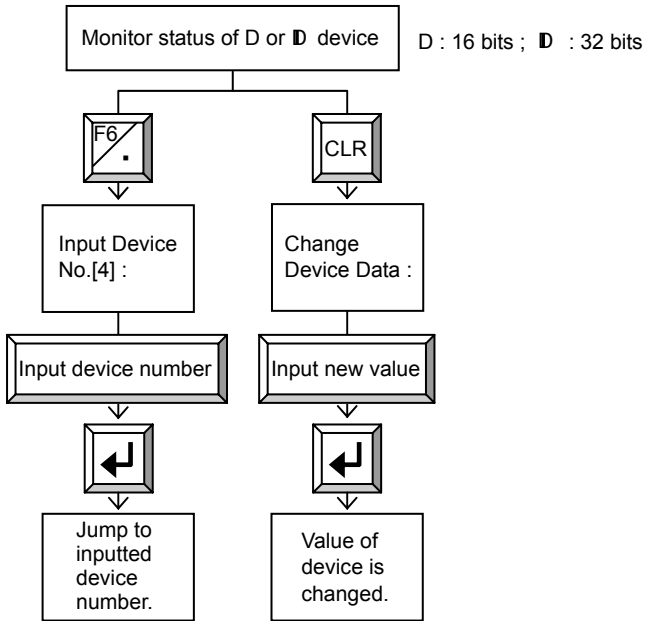 Monitor status of D or 𝐃 device
D : 16 bits ; 𝐃 : 32 bits
F6
.
CLR
Input Device
No.[4] :
Change
Device Data :
Input device number
Input new value
Jump to
inputted
device
number.
Value of
device is
changed.